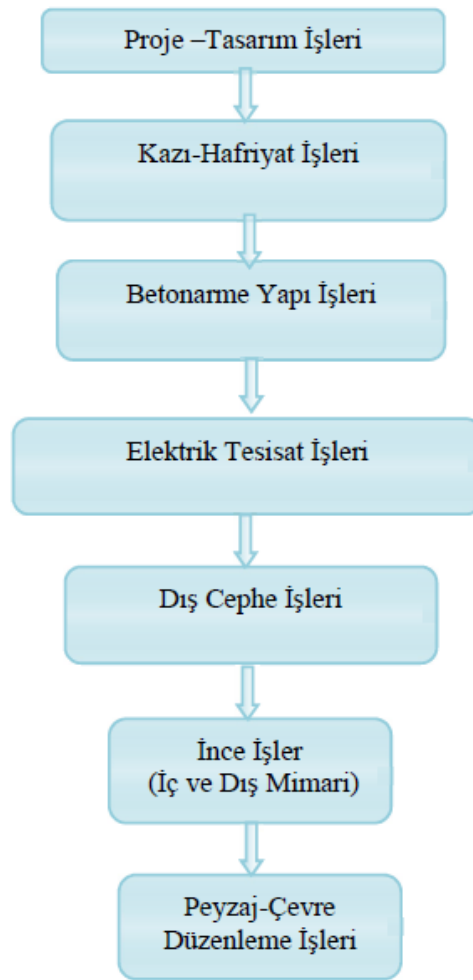 Proje –Tasarım İşleri
Kazı-Hafriyat İşleri
Betonarme Yapı İşleri
Elektrik Tesisat İşleri
Dış Cephe İşleri
İnce İşler
(İç ve Dış Mimari)
Peyzaj-Çevre
Düzenleme İşleri